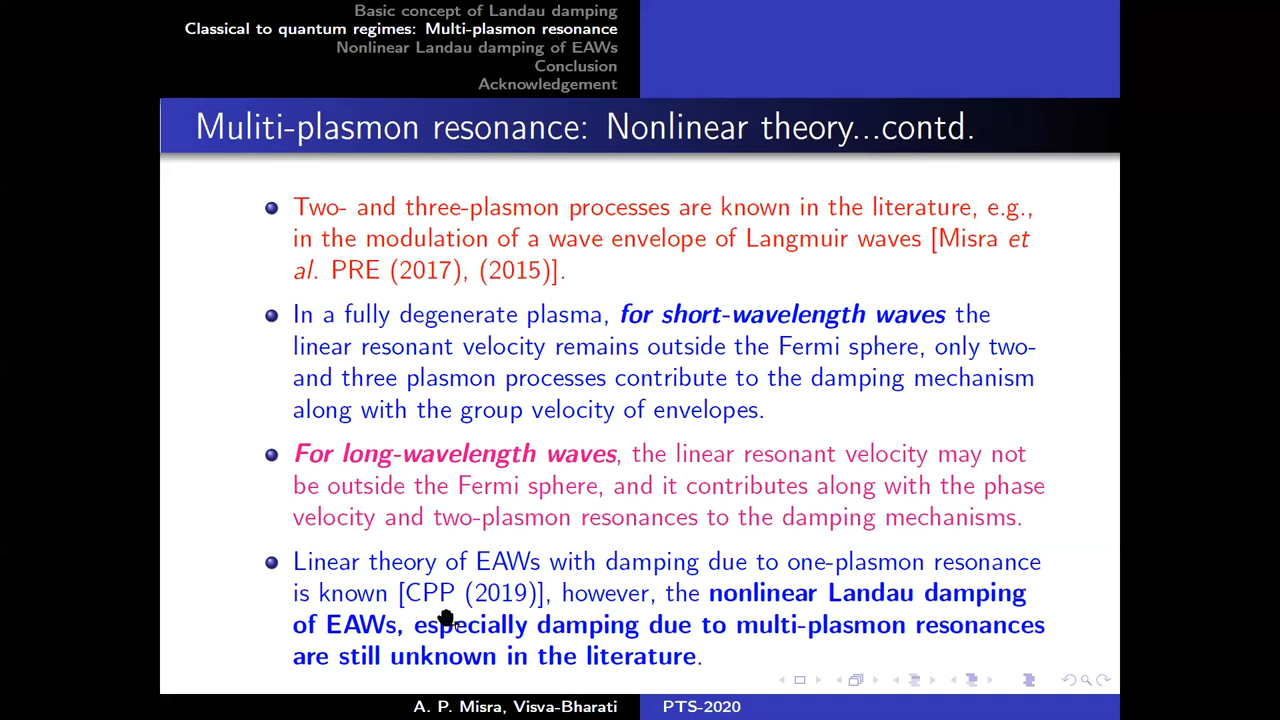 Basic concept of Landau damping
Classical to quantum regimes: Multi-plasmon resonance
Nonlinear Landau damping of EAWs
Conclusion
Acknowledgement
Muliti-plasmon resonance: Nonlinear theory...contd.
Two- and three-plasmon processes are known in the literature, e.g.,
in the modulation of a wave envelope of Langmuir waves [Misra et
al. PRE (2017), (2015)].
In a fully degenerate plasma, for short-wavelength waves the
linear resonant velocity remains outside the Fermi sphere, only two-
and three plasmon processes contribute to the damping mechanism
along with the group velocity of envelopes.
For long-wavelength waves, the linear resonant velocity may not
be outside the Fermi sphere, and it contributes along with the phase
velocity and two-plasmon resonances to the damping mechanisms.
Linear theory of EAWs with damping due to one-plasmon resonance
is known [CPP (2019)], however, the nonlinear Landau damping
of EAWs, especially damping due to multi-plasmon resonances
are still unknown in the literature.
A. P. Misra, Visva-Bharati
PTS-2020